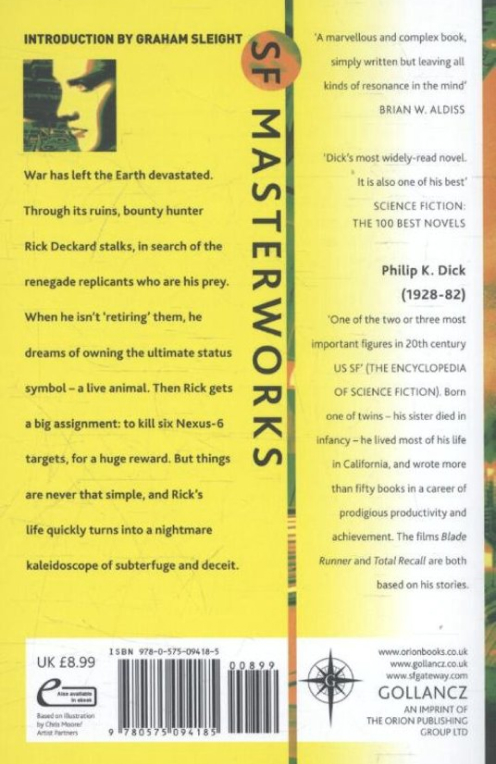 INTRODUCTION BY GRAHAM SLEIGHT
War has left the Earth devastated.
Through its ruins, bounty hunter
Rick Deckard stalks, in search of the
renegade replicants who are his prey.
When he isn't 'retiring' them, he
dreams of owning the ultimate status
symbol – a live animal. Then Rick gets
a big assignment: to kill six Nexus-6
targets, for a huge reward. But things
are never that simple, and Rick's
life quickly turns into a nightmare
kaleidoscope of subterfuge and deceit.
SF MASTERWORKS
'A marvellous and complex book,
simply written but leaving all
kinds of resonance in the mind'
BRIAN W. ALDISS
'Dick's most widely-read novel.
It is also one of his best'
SCIENCE FICTION:
THE 100 BEST NOVELS
Philip K. Dick
(1928-82)
'One of the two or three most
important figures in 20th century
US SF' (THE ENCYCLOPEDIA
OF SCIENCE FICTION). Born
one of twins – his sister died in
infancy – he lived most of his life
in California, and wrote more
than fifty books in a career of
prodigious productivity and
achievement. The films Blade
Runner and Total Recall are both
based on his stories.
UK £8.99
e
Also available
in ebook
Based on illustration
by Chris Moore/
Artist Partners
ISBN 978-0-575-09418-5
00899
9 780575 094185
G
www.orionbooks.co.uk
www.gollancz.co.uk
www.sfgateway.com
GOLLANCZ
AN IMPRINT OF
THE ORION PUBLISHING
GROUP LTD